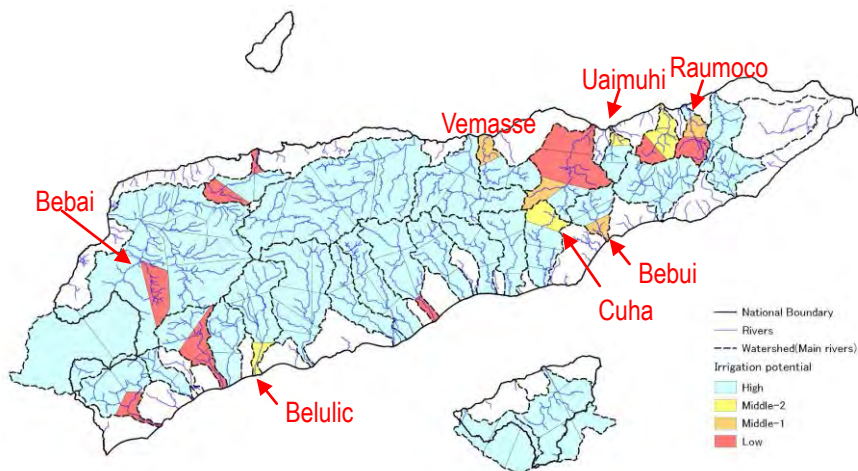 Uaimuhi
Raumoco
Vemasse
Bebai
Bebui
Cuha
Belulic
National Boundary
Rivers
Watershed(Main rivers)
Irrigation potential
High
Middle-2
Middle-1
Low